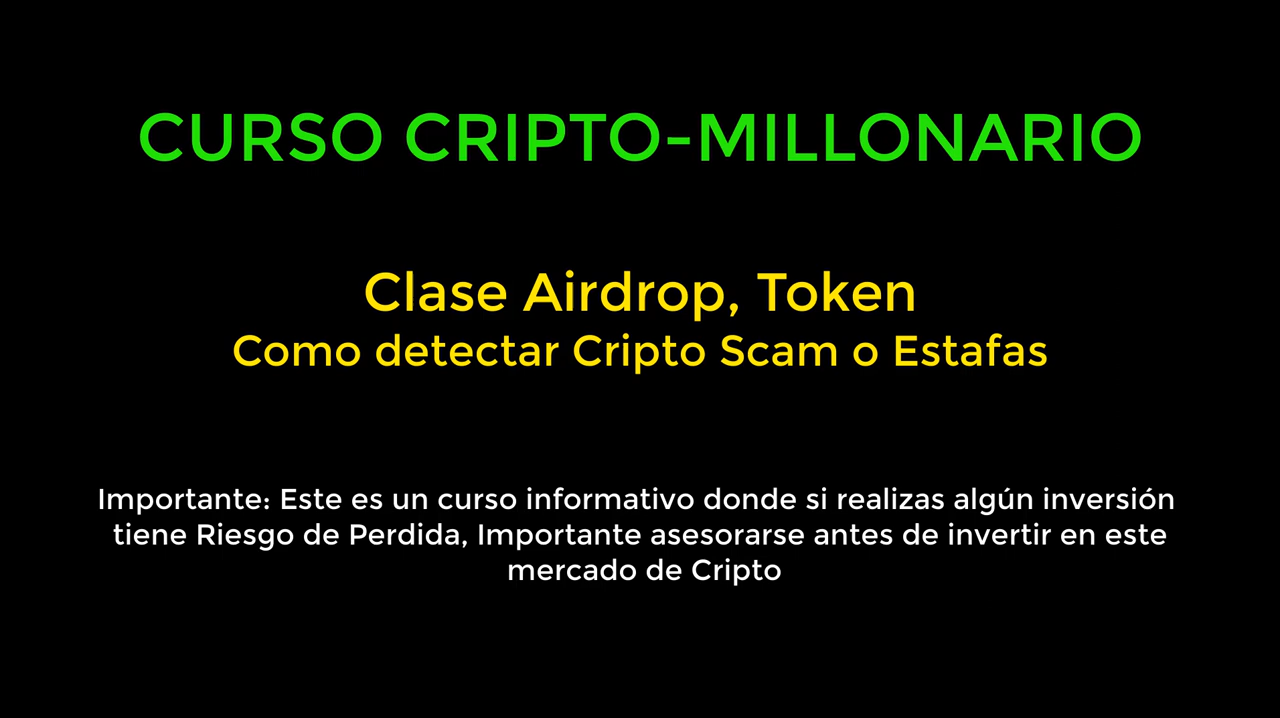 CURSO CRIPTO-MILLONARIO
Clase Airdrop, Token
Como detectar Cripto Scam o Estafas
Importante: Este es un curso informativo donde si realizas algún inversión
tiene Riesgo de Perdida, Importante asesorarse antes de invertir en este
mercado de Cripto